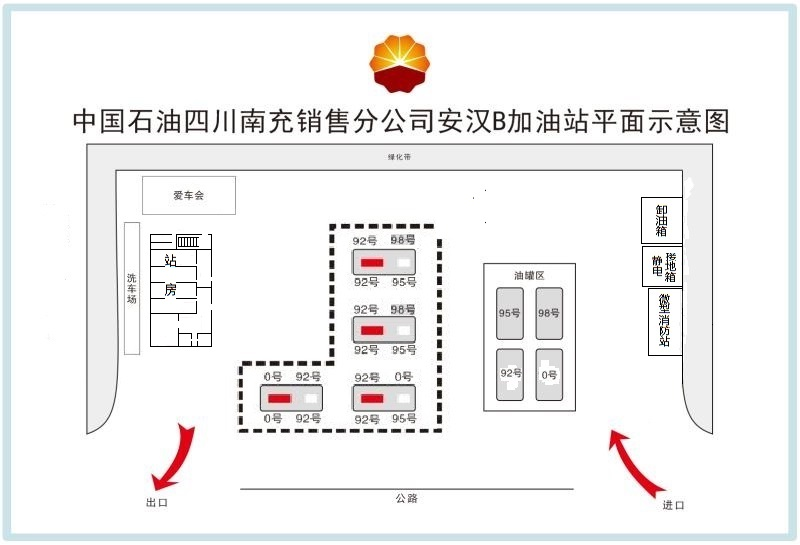 中国石油四川南充销售分公司安汉B加油站平面示意图
绿化带
爱车会
洗车场
站房
92号 98号
92号 95号
92号 98号
92号 95号
0号 92号
0号 92号
92号 0号
92号 95号
油罐区
95号 98号
92号 0号
卸油箱
静电接地箱
微型消防站
出口
公路
进口